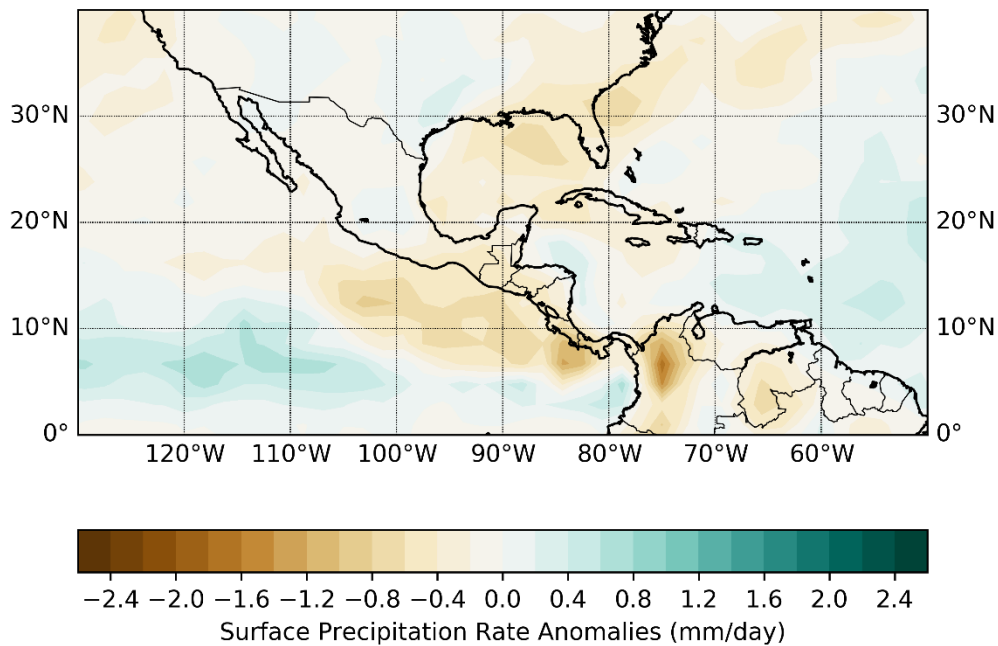 30°N 30°N
20°N 20°N
10°N 10°N
0° 0°
120°W 110°W 100°W 90°W 80°W 70°W 60°W
−2.4 −2.0 −1.6 −1.2 −0.8 −0.4 0.0 0.4 0.8 1.2 1.6 2.0 2.4
Surface Precipitation Rate Anomalies (mm/day)